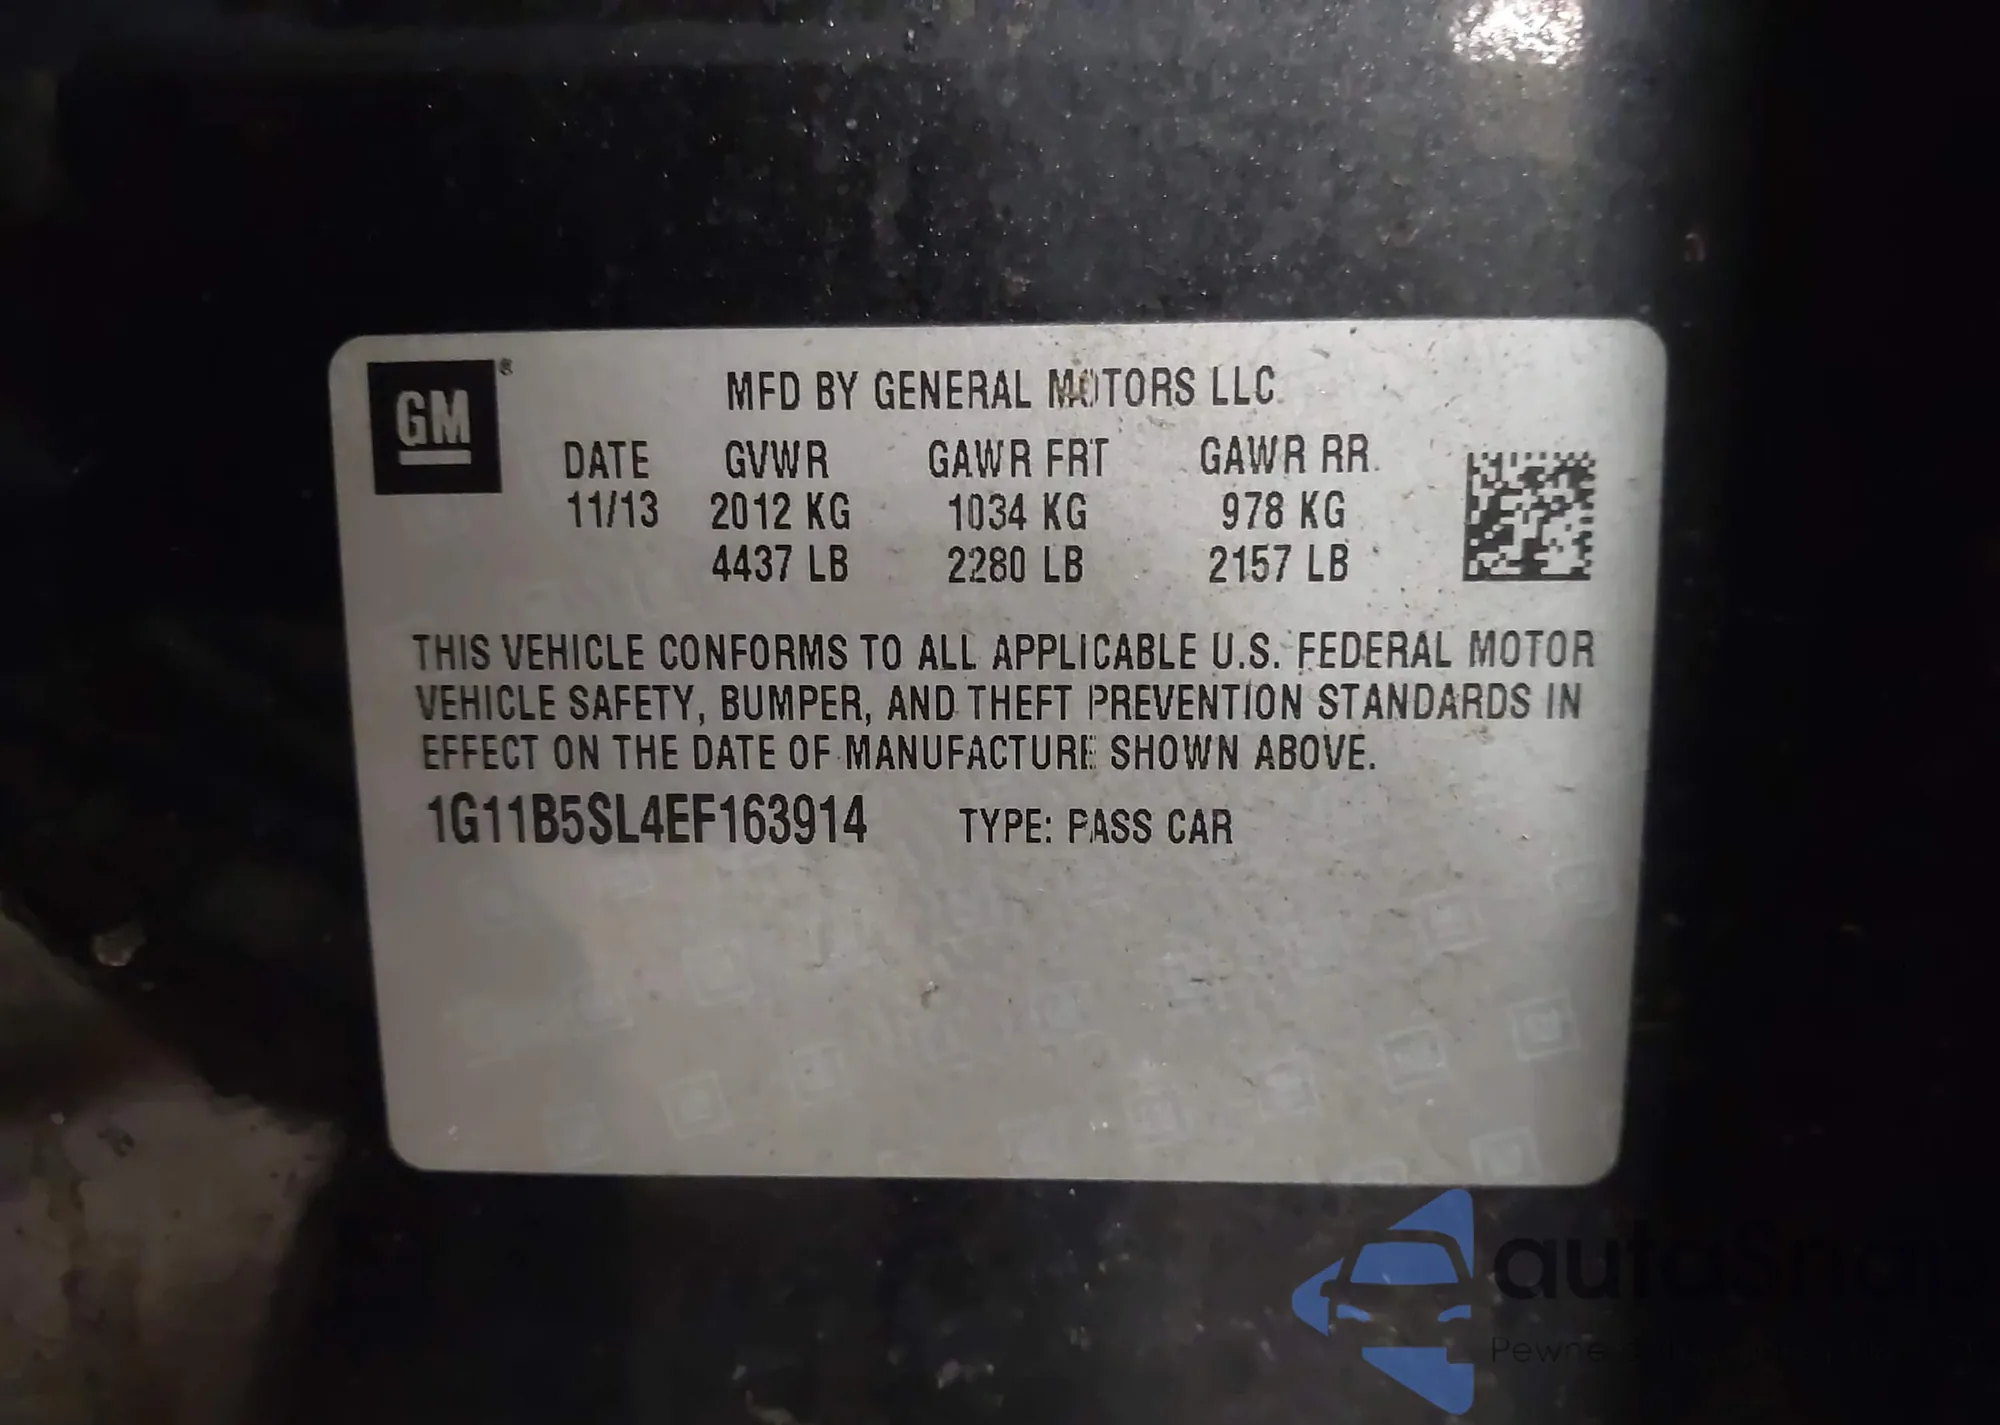 GM®
MFD BY GENERAL MOTORS LLC
DATE GVWR GAWR FRT GAWR RR
11/13 2012 KG 1034 KG 978 KG
4437 LB 2280 LB 2157 LB
THIS VEHICLE CONFORMS TO ALL APPLICABLE U.S. FEDERAL MOTOR
VEHICLE SAFETY, BUMPER, AND THEFT PREVENTION STANDARDS IN
EFFECT ON THE DATE OF MANUFACTURE SHOWN ABOVE.
1G11B5SL4EF163914 TYPE: PASS CAR
autaSnap
Pewne